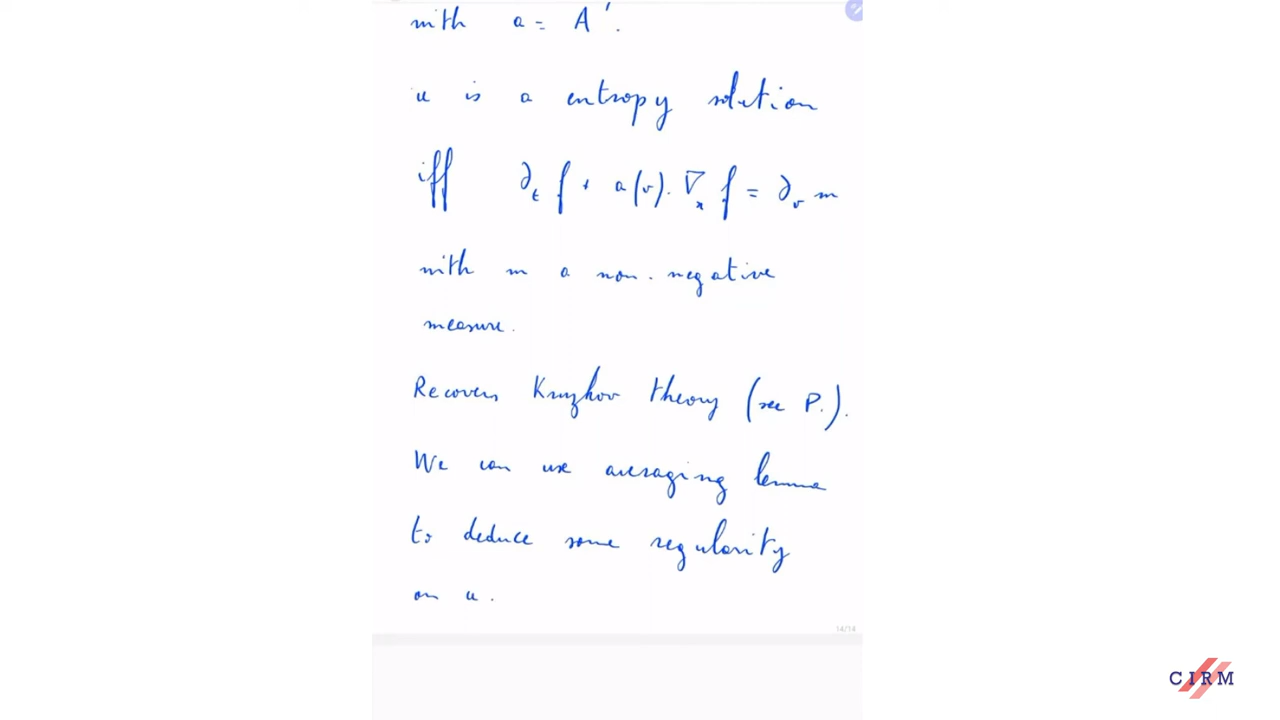 with a = A'.
u is a entropy solution
iff ∂_t f + a(v). ∇_x f = ∂_v m
with m a non-negative
measure.
Recovers Kruzhov theory (see P.).
We can use averaging lemma
to deduce some regularity
on u.
14/14
CIRM